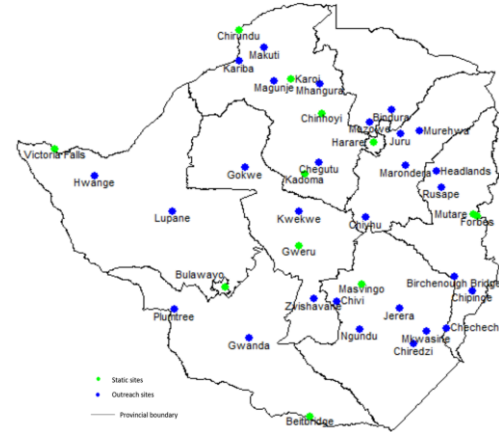 Chirundu
Makuti
Kariba
Karoi
Magunje
Mhangura
Chinhoyi
Bindura
Mazowe
Murehwa
Juru
Harare
Victoria Falls
Chegutu
Marondera
Headlands
Hwange
Gokwe
Kadoma
Rusape
Lupane
Kwekwe
Chivhu
Mutare
Forbes
Gweru
Bulawayo
Masvingo
Birchenough Bridge
Chipinge
Plumtree
Zvishavane
Chivi
Jerera
Ngundu
Mkwasine
Chechech
Gwanda
Chiredzi
Static sites
Outreach sites
Provincial boundary
Beitbridge